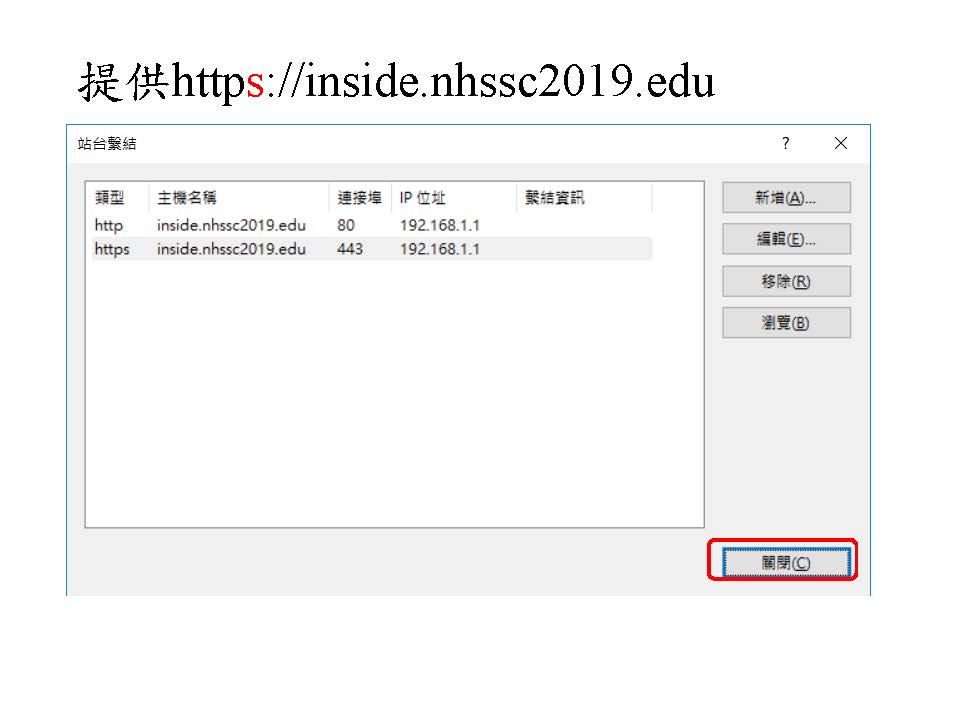 提供https://inside.nhssc2019.edu
站台繫結
?
類型 主機名稱 連接埠 IP 位址 繫結資訊
http inside.nhssc2019.edu 80 192.168.1.1
https inside.nhssc2019.edu 443 192.168.1.1
新增(A)...
編輯(E)...
移除(R)
瀏覽(B)
關閉(C)